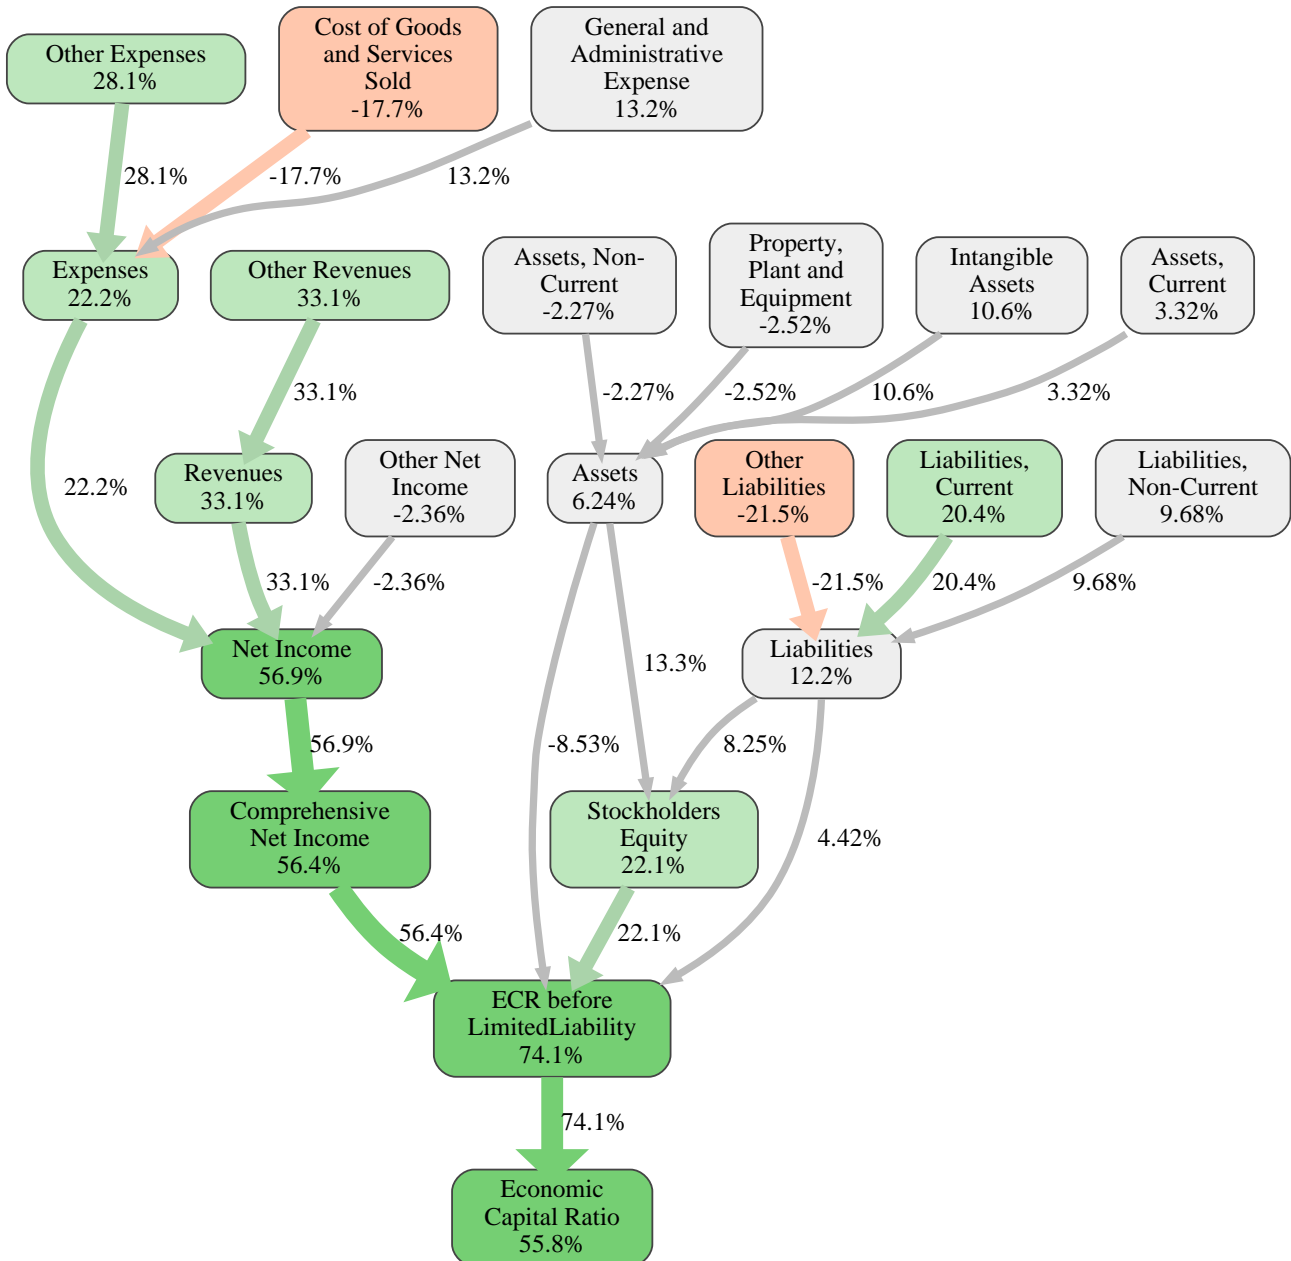 Other Expenses
28.1%
Cost of Goods
and Services
Sold
-17.7%
General and
Administrative
Expense
13.2%
28.1%
-17.7%
13.2%
Expenses
22.2%
Other Revenues
33.1%
Assets, Non-
Current
-2.27%
Property,
Plant and
Equipment
-2.52%
Intangible
Assets
10.6%
Assets,
Current
3.32%
33.1%
-2.27%
-2.52%
10.6%
3.32%
22.2%
Revenues
33.1%
Other Net
Income
-2.36%
Assets
6.24%
Other
Liabilities
-21.5%
Liabilities,
Current
20.4%
Liabilities,
Non-Current
9.68%
33.1%
-2.36%
-21.5%
20.4%
9.68%
Net Income
56.9%
13.3%
Liabilities
12.2%
56.9%
-8.53%
8.25%
Comprehensive
Net Income
56.4%
Stockholders
Equity
22.1%
4.42%
56.4%
22.1%
ECR before
LimitedLiability
74.1%
74.1%
Economic
Capital Ratio
55.8%